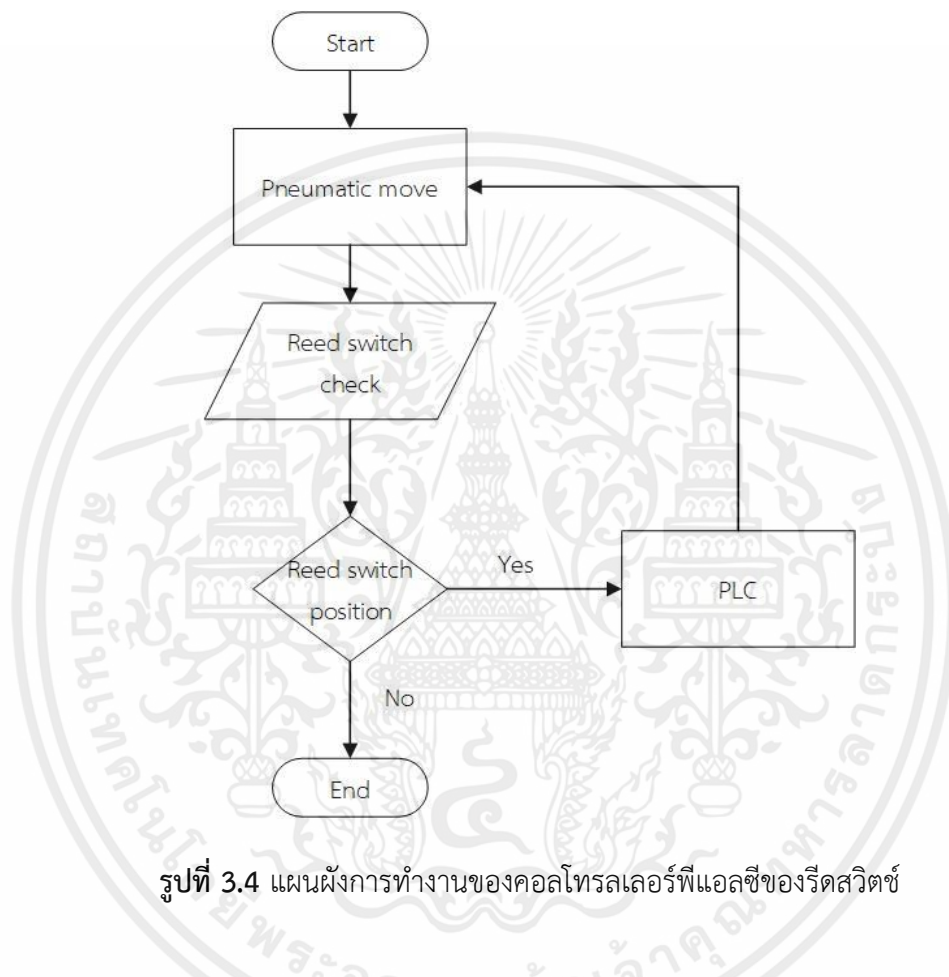 Start
Pneumatic move
Reed switch
check
Reed switch
position
Yes
PLC
No
End
รูปที่ 3.4 แผนผังการทำงานของคอลโทรลเลอร์พีแอลซีของรีดสวิตช์